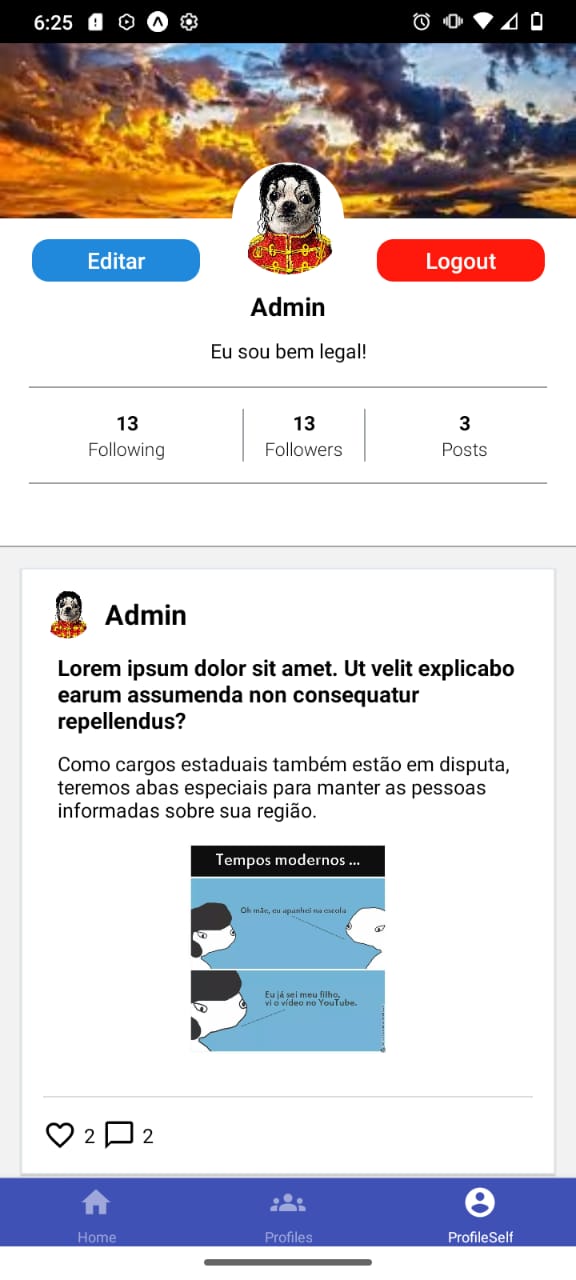 6:25
Editar
Logout
Admin
Eu sou bem legal!
13
Following
13
Followers
3
Posts
Admin
Lorem ipsum dolor sit amet. Ut velit explicabo
earum assumenda non consequatur
repellendus?
Como cargos estaduais também estão em disputa,
teremos abas especiais para manter as pessoas
informadas sobre sua região.
Tempos modernos ...
Oh mãe, eu apanhei na escola
Eu já sei meu filho,
vi o vídeo no YouTube.
2
2
Home
Profiles
ProfileSelf